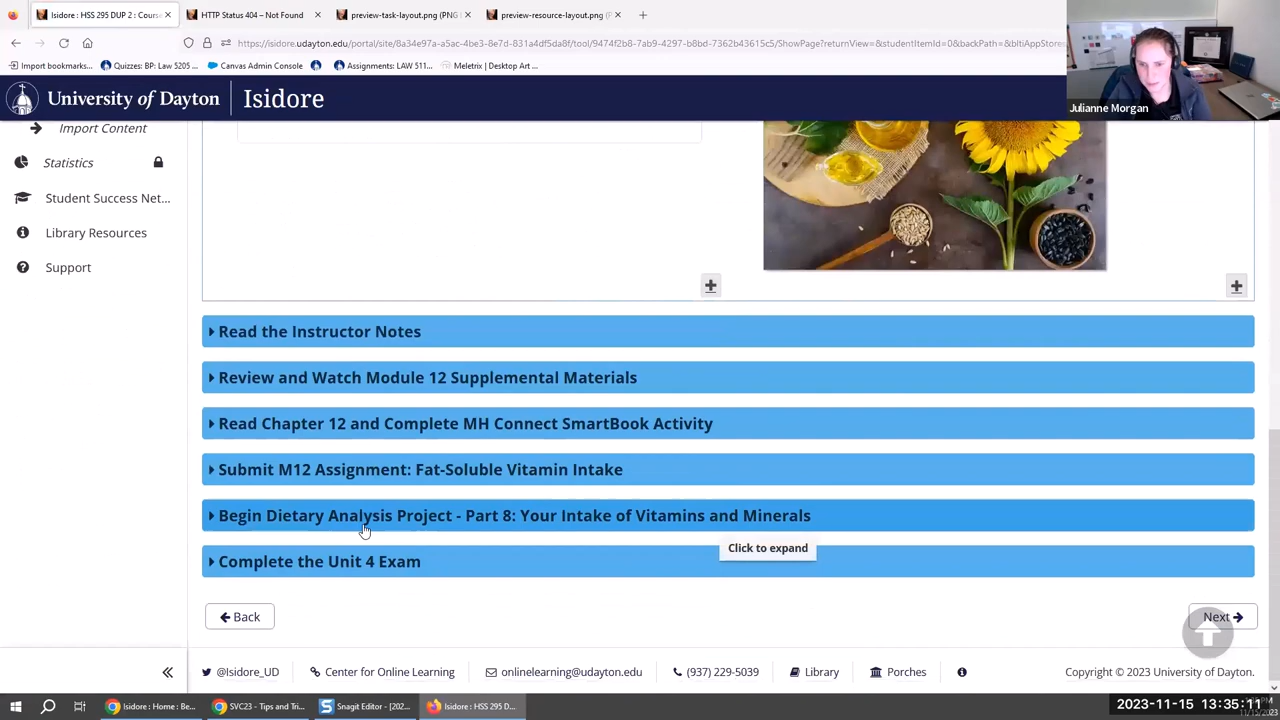 Isidore : HSS 295 DUP 2 : Cours
HTTP Status 404 – Not Found
preview-task-layout.png (PNG I
preview-resource-layout.png (PNG
Import bookmarks...
Quizzes: BP: Law 5205 ...
Canvas Admin Console
Assignments: LAW 511...
Meletrix | Desktop Art ...
Julianne Morgan
University of Dayton
Isidore
Import Content
Statistics
Student Success Net...
Library Resources
Support
Read the Instructor Notes
Review and Watch Module 12 Supplemental Materials
Read Chapter 12 and Complete MH Connect SmartBook Activity
Submit M12 Assignment: Fat-Soluble Vitamin Intake
Begin Dietary Analysis Project - Part 8: Your Intake of Vitamins and Minerals
Click to expand
Complete the Unit 4 Exam
Back
Next
@Isidore_UD
Center for Online Learning
onlinelearning@udayton.edu
(937) 229-5039
Library
Porches
Copyright © 2023 University of Dayton.
Isidore : Home : Be...
SVC23 - Tips and Tri...
Snagit Editor - [202...
Isidore : HSS 295 D...
2023-11-15 13:35:11